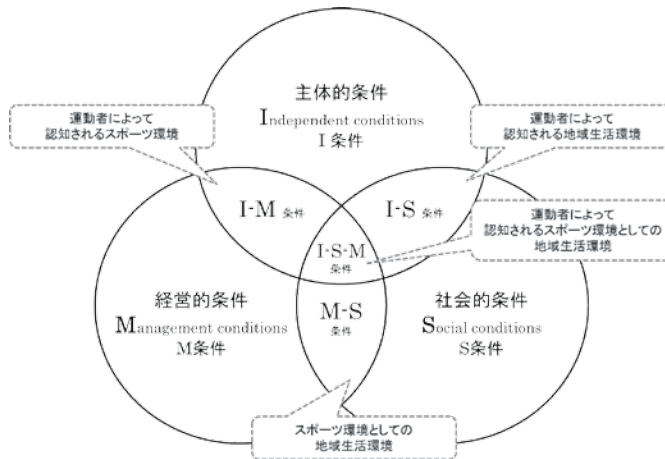 主体的条件
Independent conditions
I 条件
運動者によって
認知されるスポーツ環境
運動者によって
認知される地域生活環境
I-M 条件
I-S 条件
運動者によって
認知されるスポーツ環境としての
地域生活環境
I-S-M
条件
経営的条件
Management conditions
M条件
M-S
条件
社会的条件
Social conditions
S条件
スポーツ環境としての
地域生活環境